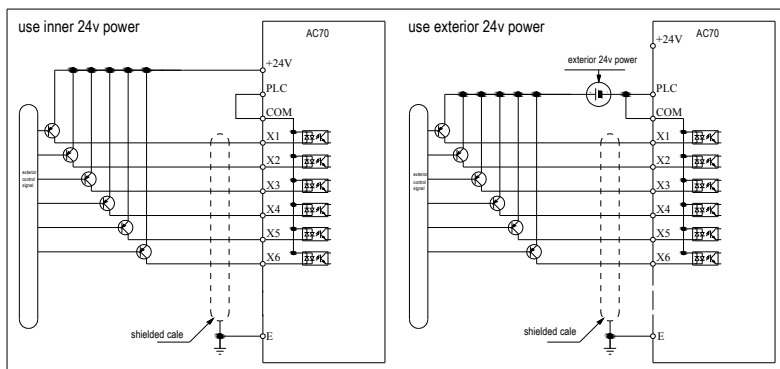 use inner 24v power
AC70
+24V
PLC
COM
X1
X2
X3
X4
X5
X6
E
exterior
control
signal
shielded cale
use exterior 24v power
AC70
+24V
exterior 24v power
PLC
COM
X1
X2
X3
X4
X5
X6
E
exterior
control
signal
shielded cale